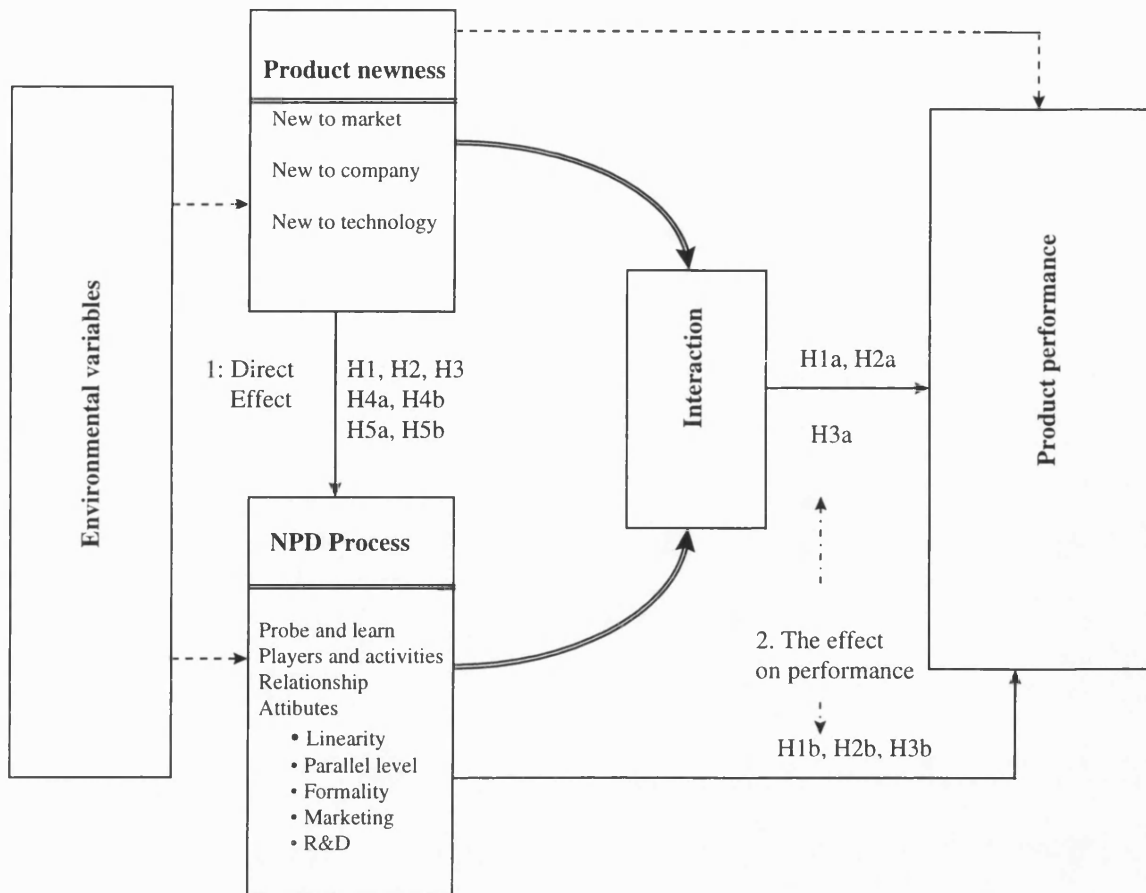 Environmental variables
Product newness
New to market
New to company
New to technology
1: Direct
Effect
H1, H2, H3
H4a, H4b
H5a, H5b
NPD Process
Probe and learn
Players and activities
Relationship
Attibutes
• Linearity
• Parallel level
• Formality
• Marketing
• R&D
Interaction
H1a, H2a
H3a
2. The effect
on performance
H1b, H2b, H3b
Product performance